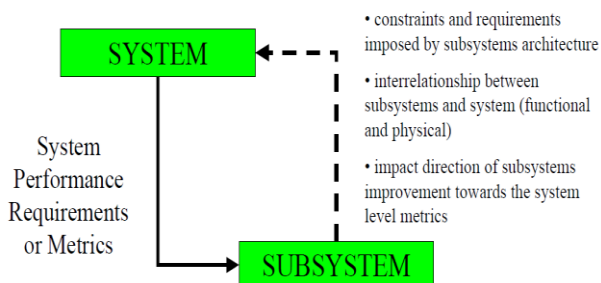 SYSTEM
System
Performance
Requirements
or Metrics
SUBSYSTEM
• constraints and requirements
imposed by subsystems architecture
• interrelationship between
subsystems and system (functional
and physical)
• impact direction of subsystems
improvement towards the system
level metrics